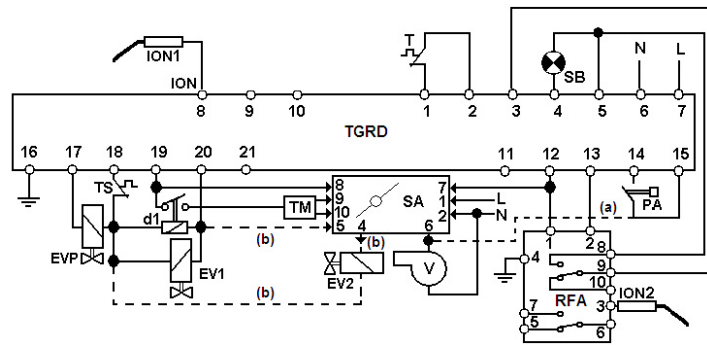 ION1
ION
T
SB
N L
8 9 10 1 2 3 4 5 6 7
TGRD
16 17 18 19 20 21 11 12 13 14 15
TS
d1
TM
8
9
10
5 4 6
SA
7
1
2
L
N
(a)
PA
(b)
(b)
(b)
EVP
EV1
EV2
V
1 2
4
8
9
10
RFA
3
ION2
7
5
6